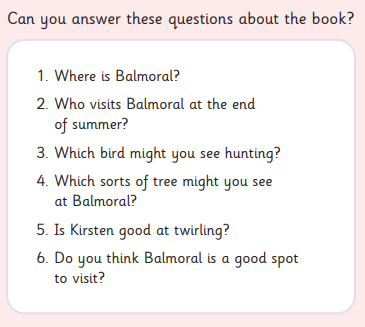 Can you answer these questions about the book?
1. Where is Balmoral?
2. Who visits Balmoral at the end
of summer?
3. Which bird might you see hunting?
4. Which sorts of tree might you see
at Balmoral?
5. Is Kirsten good at twirling?
6. Do you think Balmoral is a good spot
to visit?